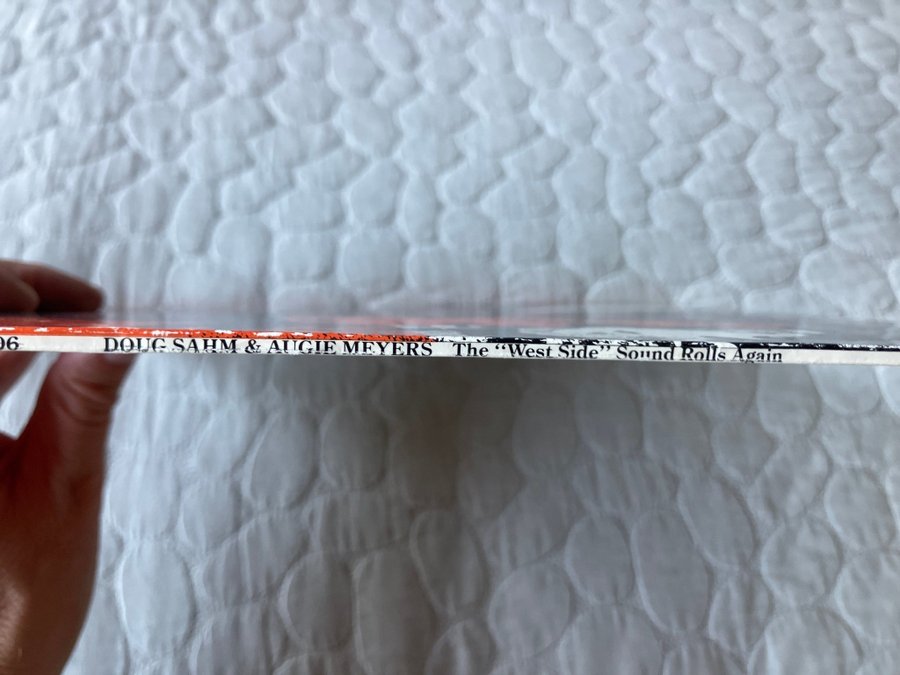 06 DOUG SAHM & AUGIE MEYERS The “West Side” Sound Rolls Again